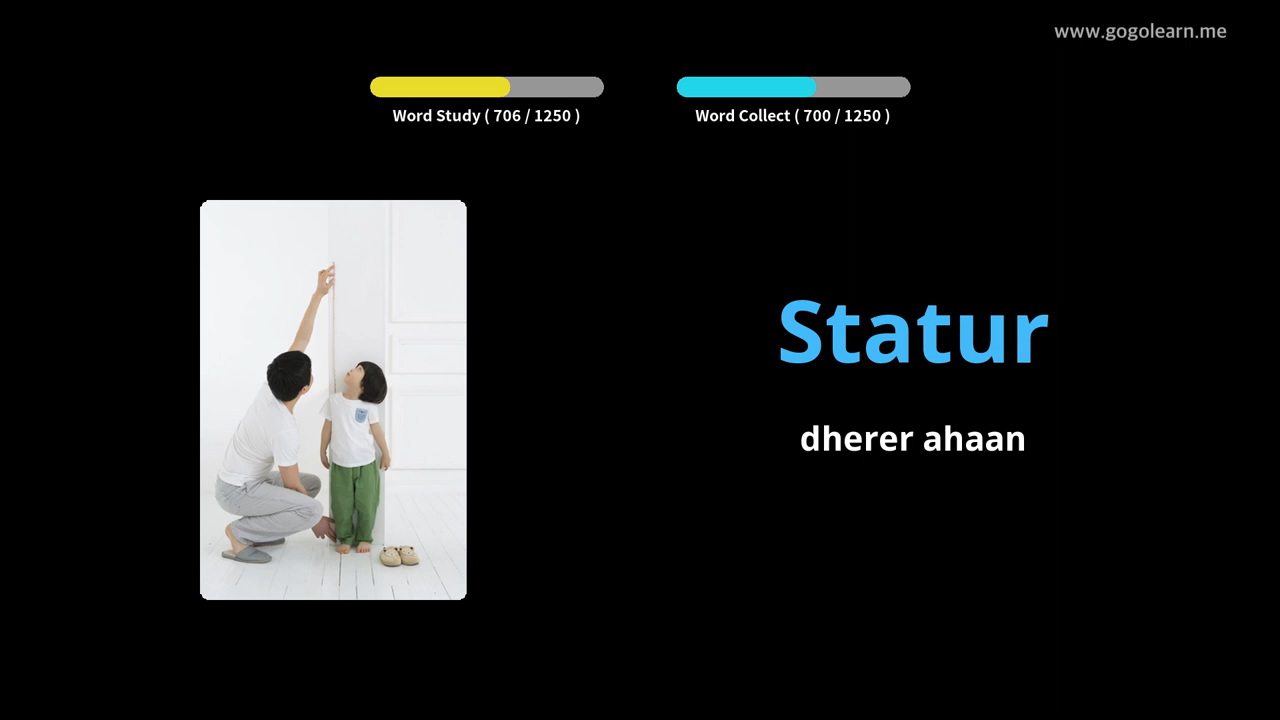 www.gogolearn.me
Word Study ( 706 / 1250 )
Word Collect ( 700 / 1250 )
Statur
dherer ahaan